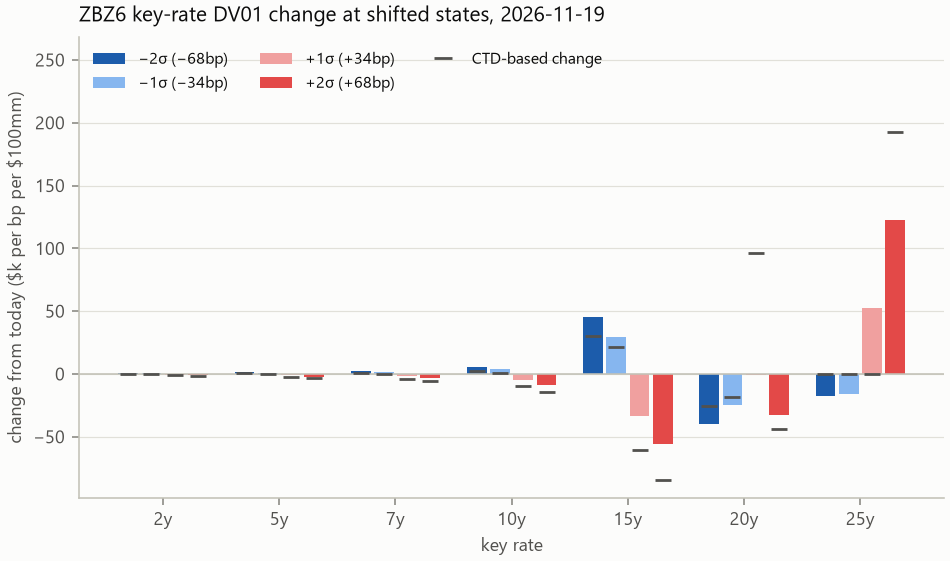 ZBZ6 key-rate DV01 change at shifted states, 2026-11-19
−2σ (−68bp)
−1σ (−34bp)
+1σ (+34bp)
+2σ (+68bp)
CTD-based change
change from today ($k per bp per $100mm)
250
200
150
100
50
0
−50
2y
5y
7y
10y
15y
20y
25y
key rate